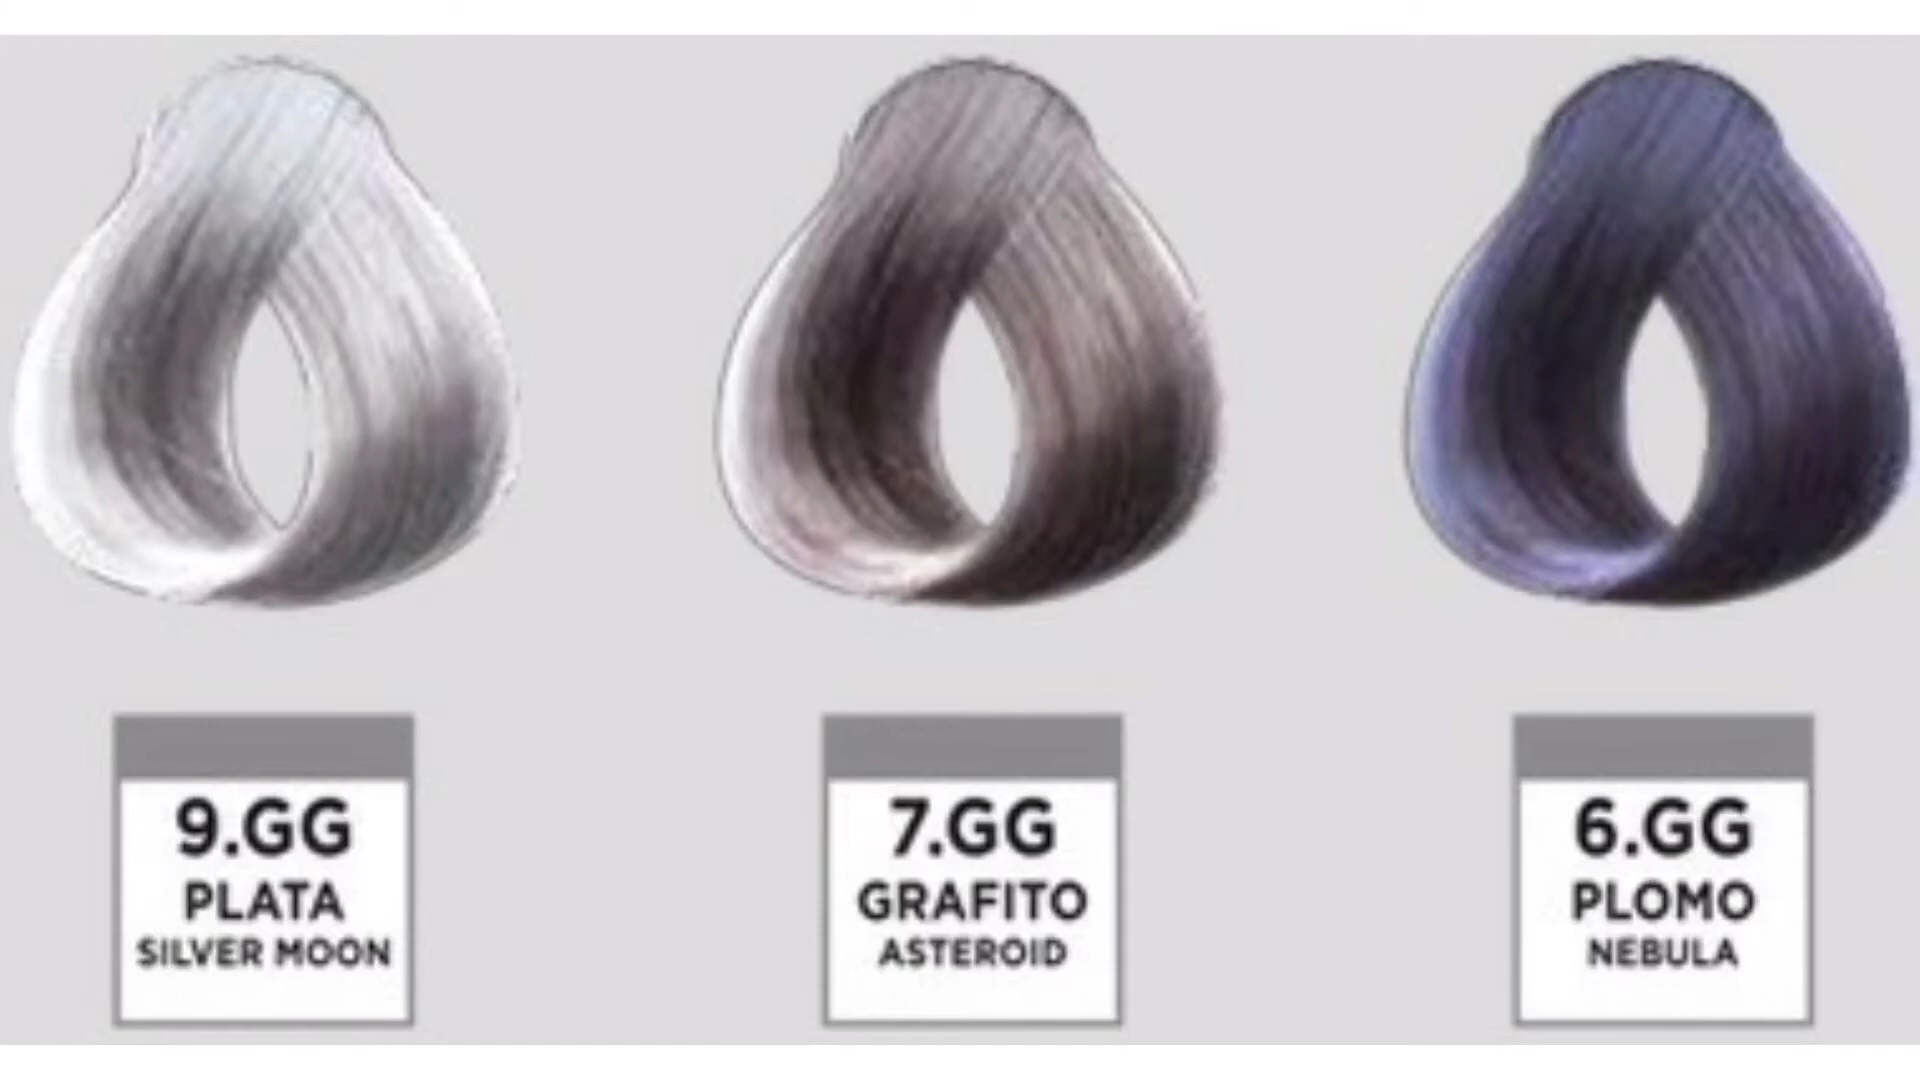 9.GG
PLATA
SILVER MOON
7.GG
GRAFITO
ASTEROID
6.GG
PLOMO
NEBULA